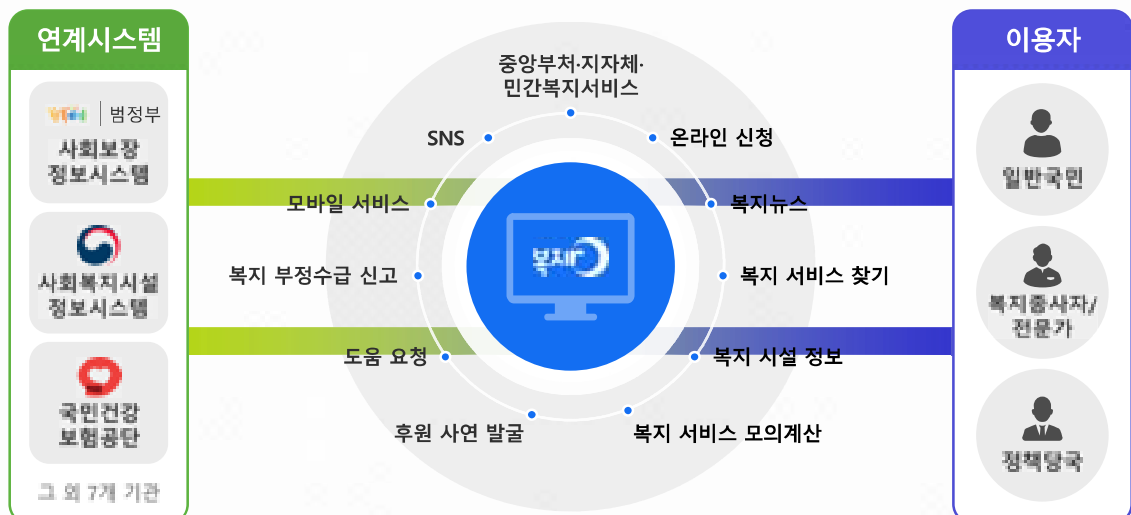 연계시스템
범정부
사회보장
정보시스템
사회복지시설
정보시스템
국민건강
보험공단
그 외 7개 기관
중앙부처·지자체·
민간복지서비스
SNS
온라인 신청
모바일 서비스
복지뉴스
복지 부정수급 신고
복지 서비스 찾기
도움 요청
복지 시설 정보
후원 사연 발굴
복지 서비스 모의계산
복지로
이용자
일반국민
복지종사자/
전문가
정책당국